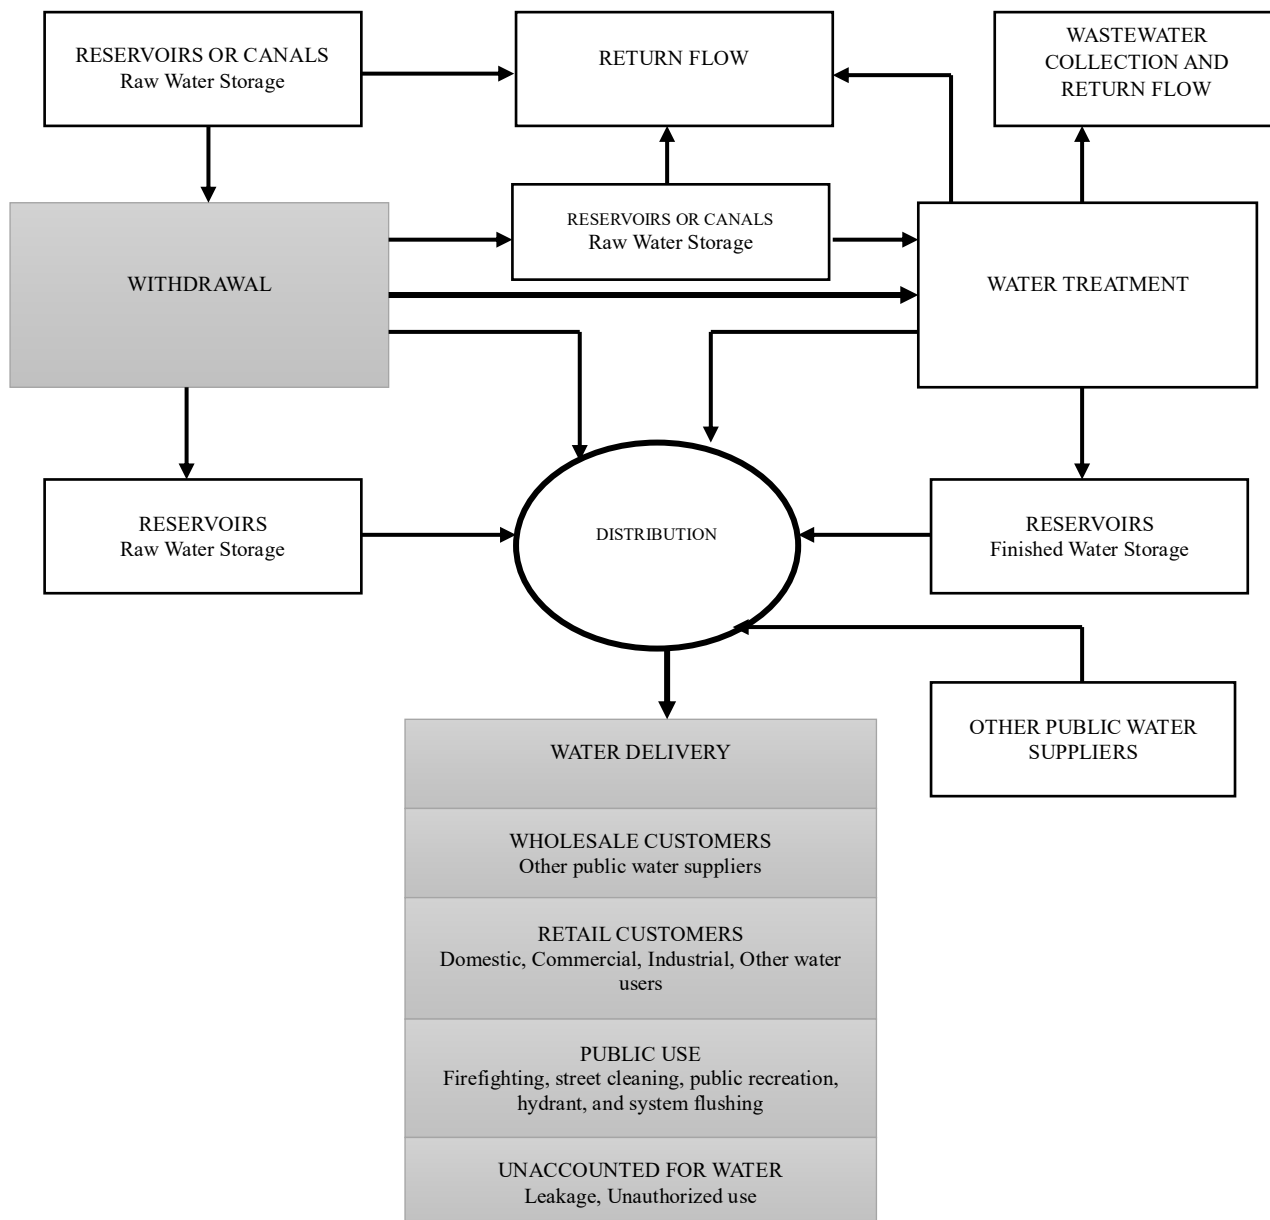 RESERVOIRS OR CANALS
Raw Water Storage
RETURN FLOW
WASTEWATER
COLLECTION AND
RETURN FLOW
RESERVOIRS OR CANALS
Raw Water Storage
WITHDRAWAL
WATER TREATMENT
RESERVOIRS
Raw Water Storage
DISTRIBUTION
RESERVOIRS
Finished Water Storage
OTHER PUBLIC WATER
SUPPLIERS
WATER DELIVERY
WHOLESALE CUSTOMERS
Other public water suppliers
RETAIL CUSTOMERS
Domestic, Commercial, Industrial, Other water
users
PUBLIC USE
Firefighting, street cleaning, public recreation,
hydrant, and system flushing
UNACCOUNTED FOR WATER
Leakage, Unauthorized use